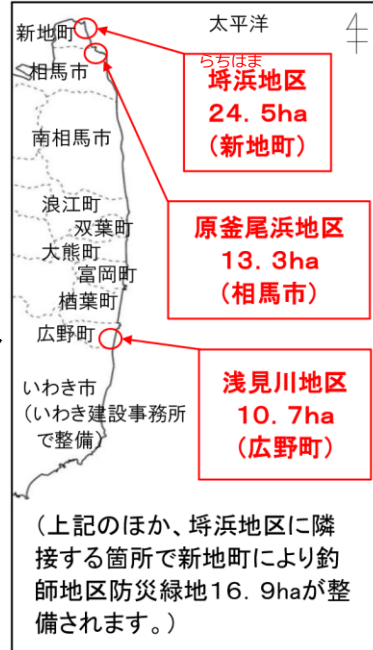 太平洋
新地町
相馬市
南相馬市
浪江町
双葉町
大熊町
富岡町
楢葉町
広野町
いわき市
(いわき建設事務所
で整備)
らちはま
埒浜地区
24.5ha
(新地町)
原釜尾浜地区
13.3ha
(相馬市)
浅見川地区
10.7ha
(広野町)
(上記のほか、埒浜地区に隣
接する箇所で新地町により釣
師地区防災緑地16.9haが整
備されます。)